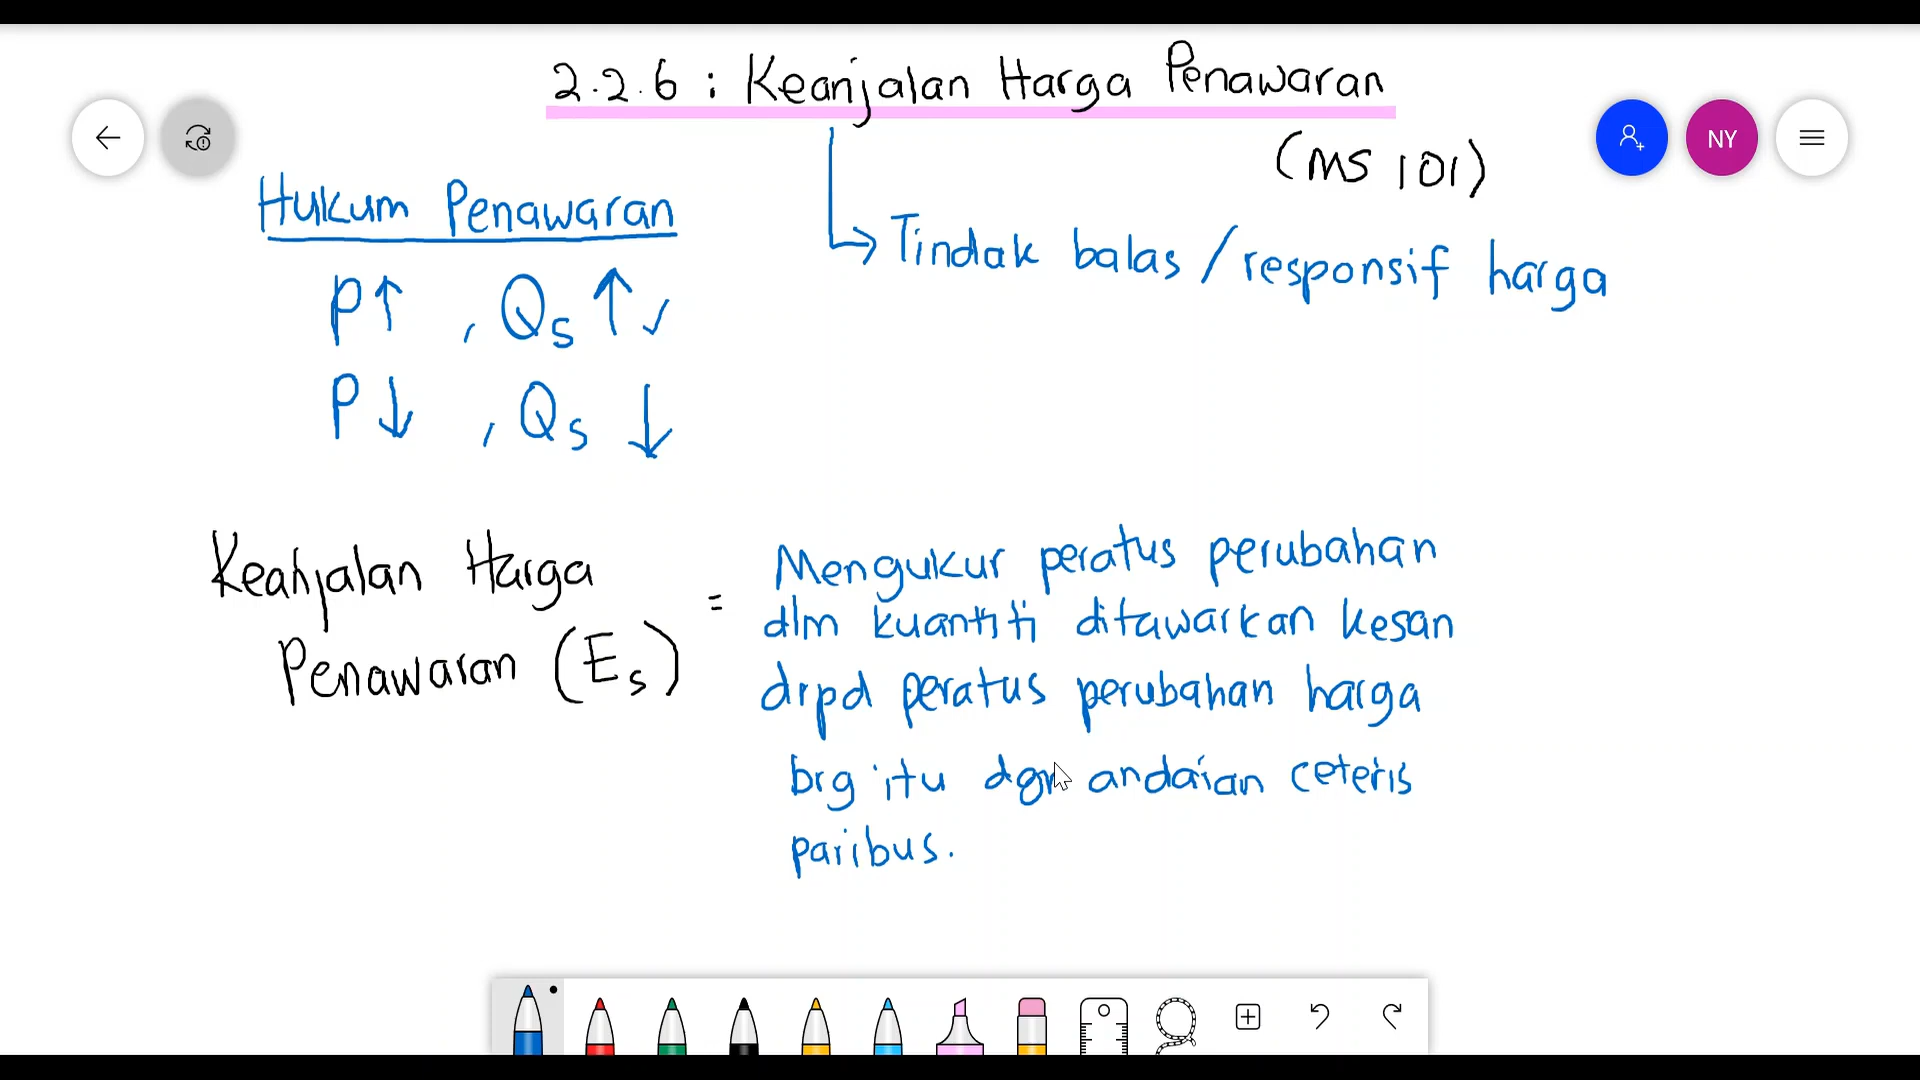 2.2.6 : Keanjalan Harga Penawaran
(MS 101)
NY
Hukum Penawaran
Tindak balas / responsif harga
P↑ , Qs ↑ ✓
P↓ , Qs ↓
Keanjalan Harga
Penawaran (Es)
=
Mengukur peratus perubahan
dlm kuantiti ditawarkan kesan
drpd peratus perubahan harga
brg itu dgn andaian ceteris
paribus.